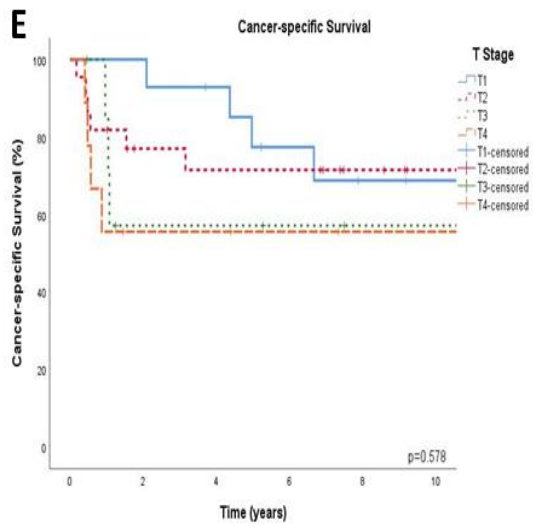 E
Cancer-specific Survival
T Stage
T1
T2
T3
T4
T1-censored
T2-censored
T3-censored
T4-censored
Cancer-specific Survival (%)
100
80
60
40
20
0
p=0.578
0 2 4 6 8 10
Time (years)